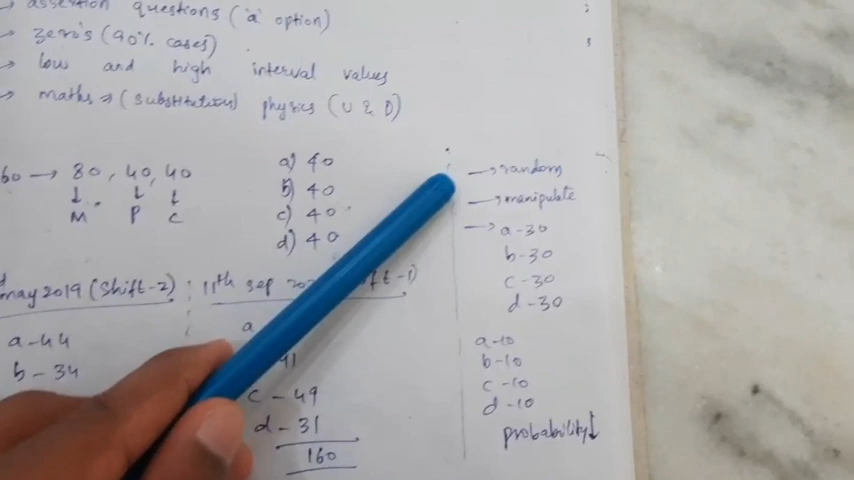 → assertion questions ('a' option)
→ zero's (90% cases)
→ low and high interval values
→ maths ⇒ (substitution) physics (U & D)
60 → 80, 40, 40
↓ ↓ ↓
M P C
a) 40
b) 40
c) 40
d) 40
may 2019 (Shift-2)
a-44
b-34
11th sep
t-1)
a
41
c-49
d-31
160
→ random
→ manipulate
→ a-30
b-30
c-30
d-30
a-10
b-10
c-10
d-10
probability↓